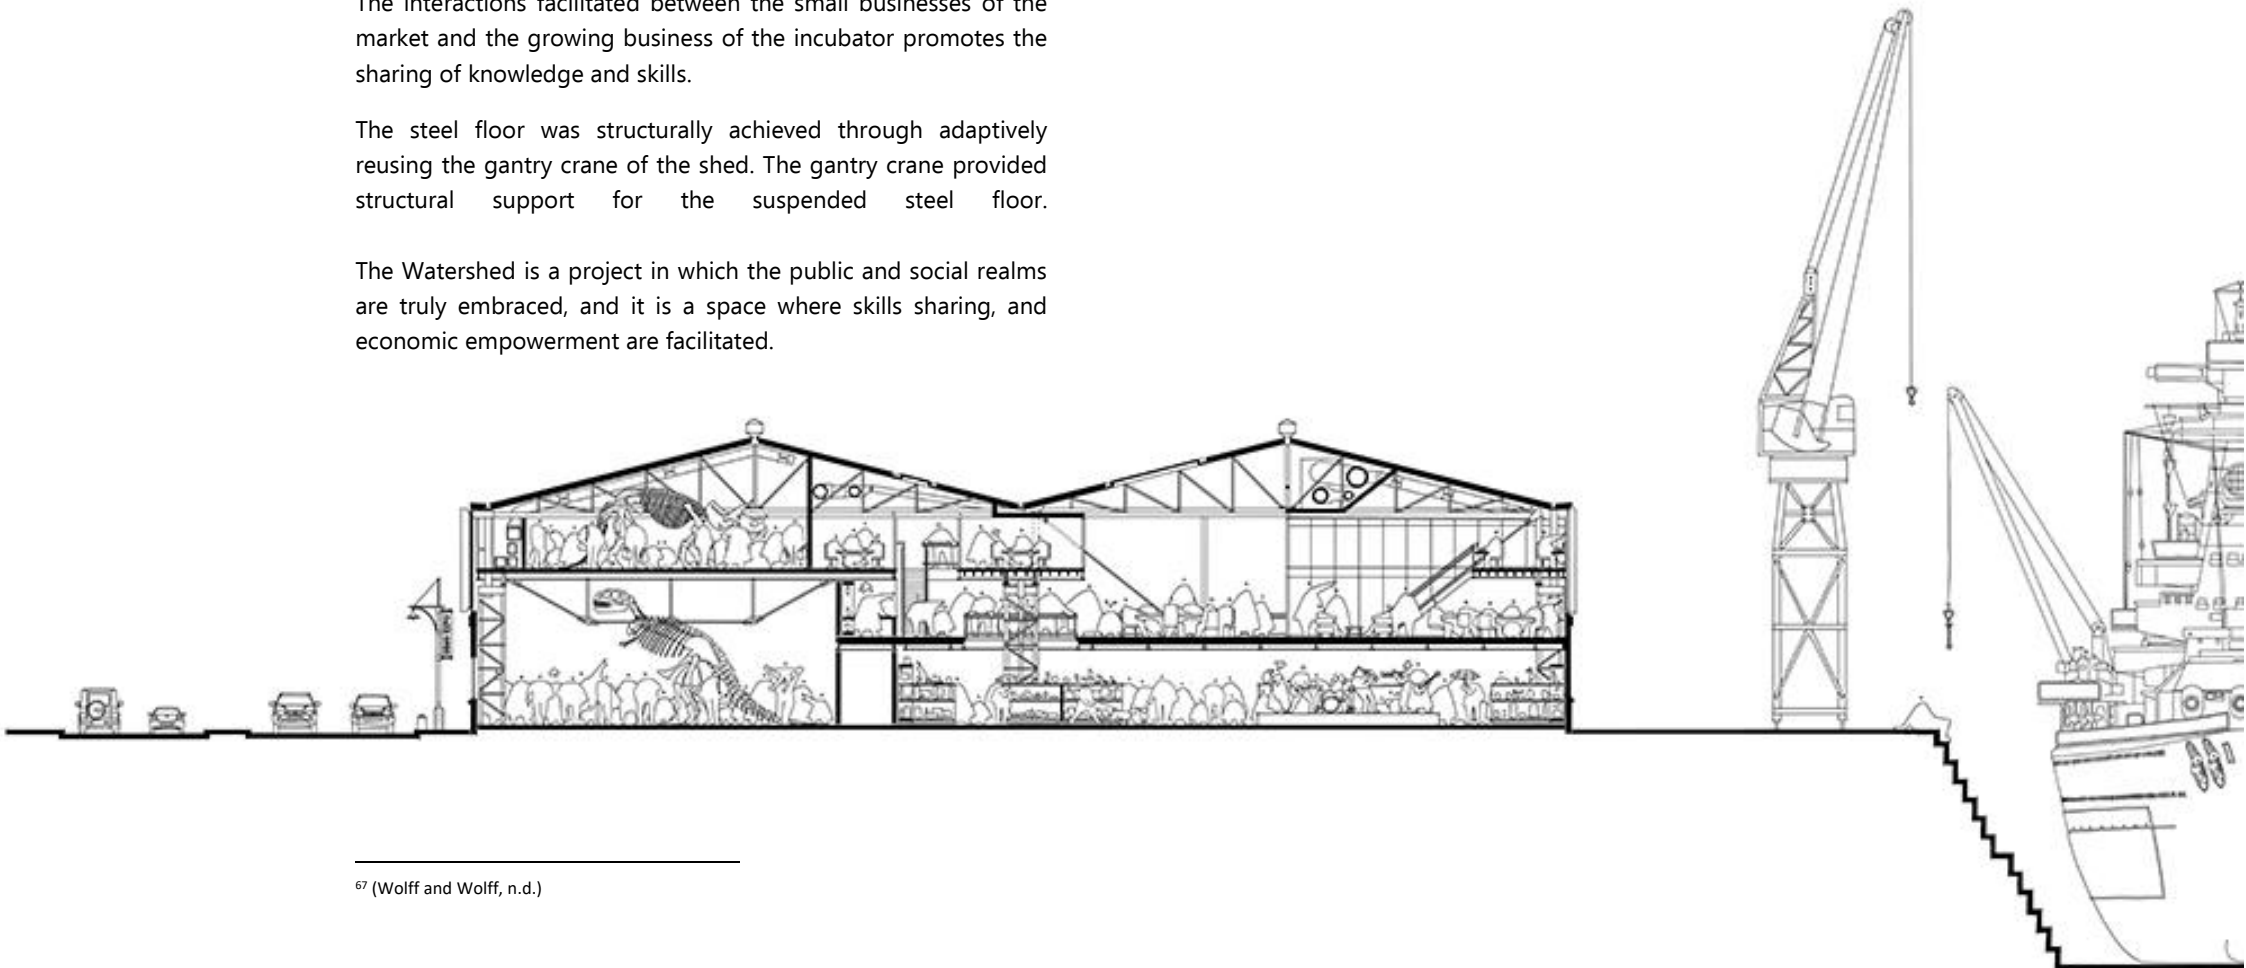 The interactions facilitated between the small businesses of the
market and the growing business of the incubator promotes the
sharing of knowledge and skills.
The steel floor was structurally achieved through adaptively
reusing the gantry crane of the shed. The gantry crane provided
structural support for the suspended steel floor.
The Watershed is a project in which the public and social realms
are truly embraced, and it is a space where skills sharing, and
economic empowerment are facilitated.
67 (Wolff and Wolff, n.d.)